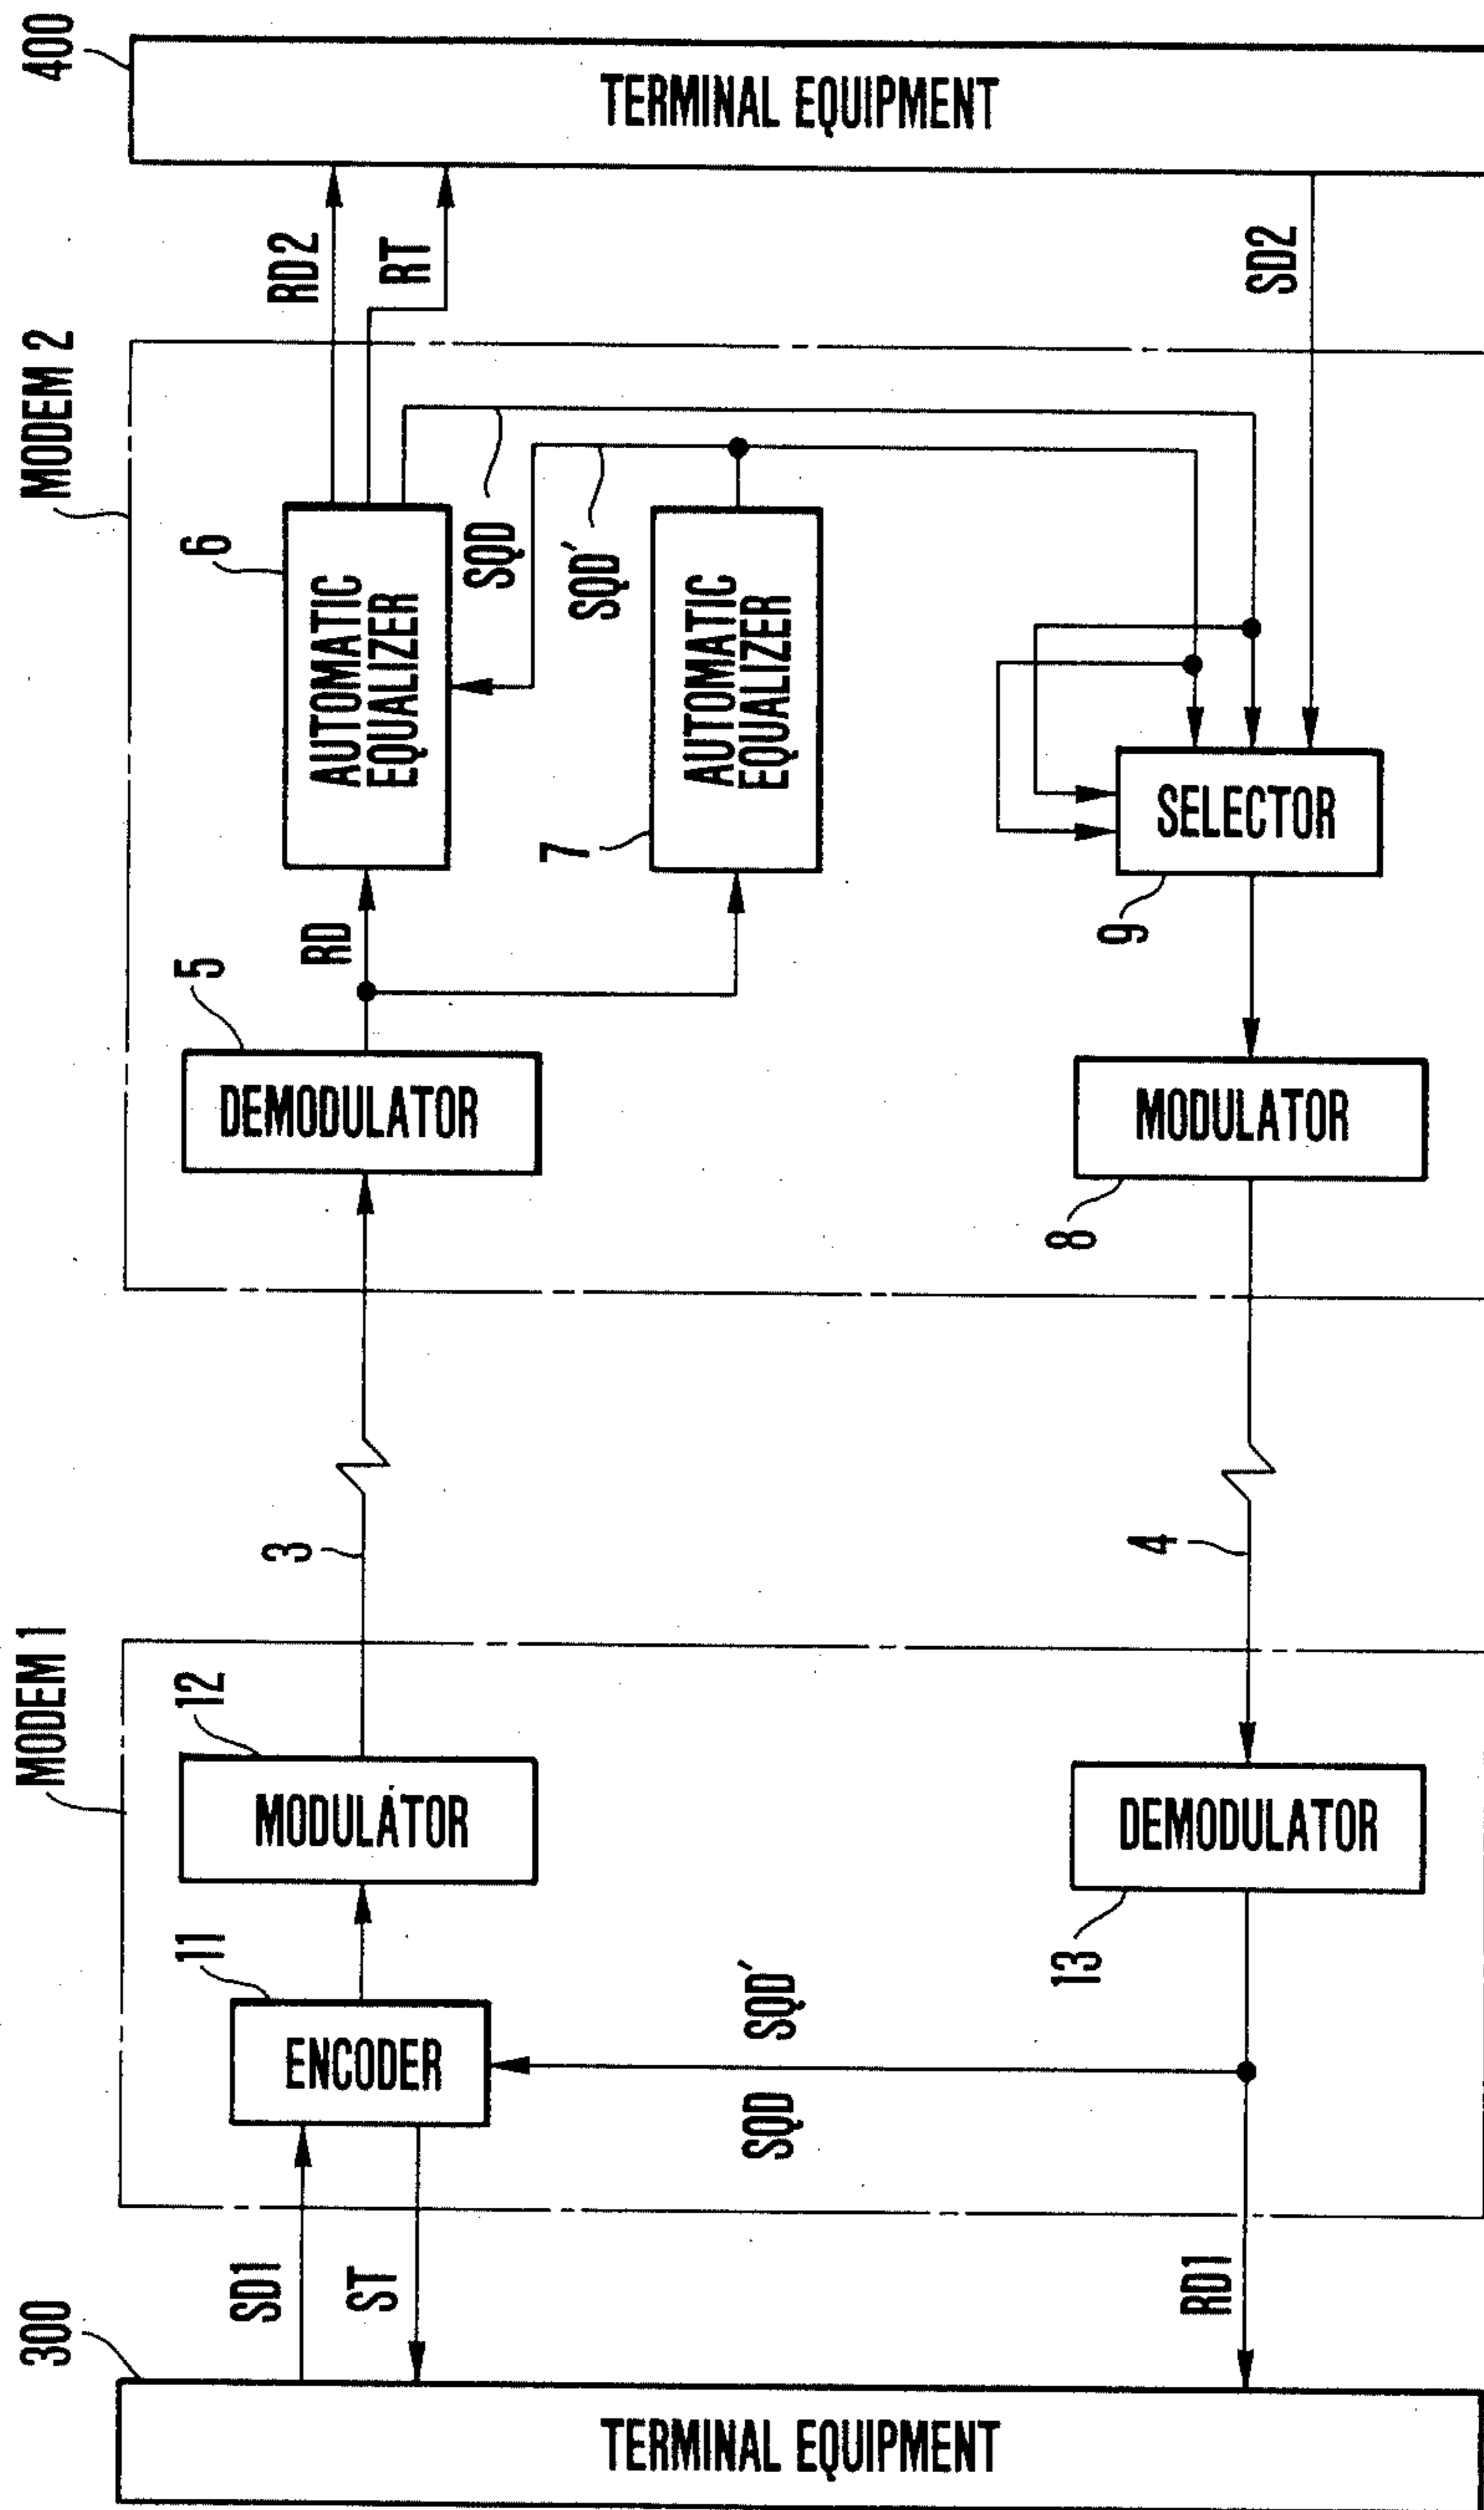 300
TERMINAL EQUIPMENT
SD1
ST
RD1
MODEM 1
11
ENCODER
12
MODULATOR
SQD
SQD'
13
DEMODULATOR
3
4
MODEM 2
5
DEMODULATOR
RD
6
AUTOMATIC
EQUALIZER
SQD
SQD'
7
AUTOMATIC
EQUALIZER
8
MODULATOR
9
SELECTOR
RD2
RT
SD2
400
TERMINAL EQUIPMENT